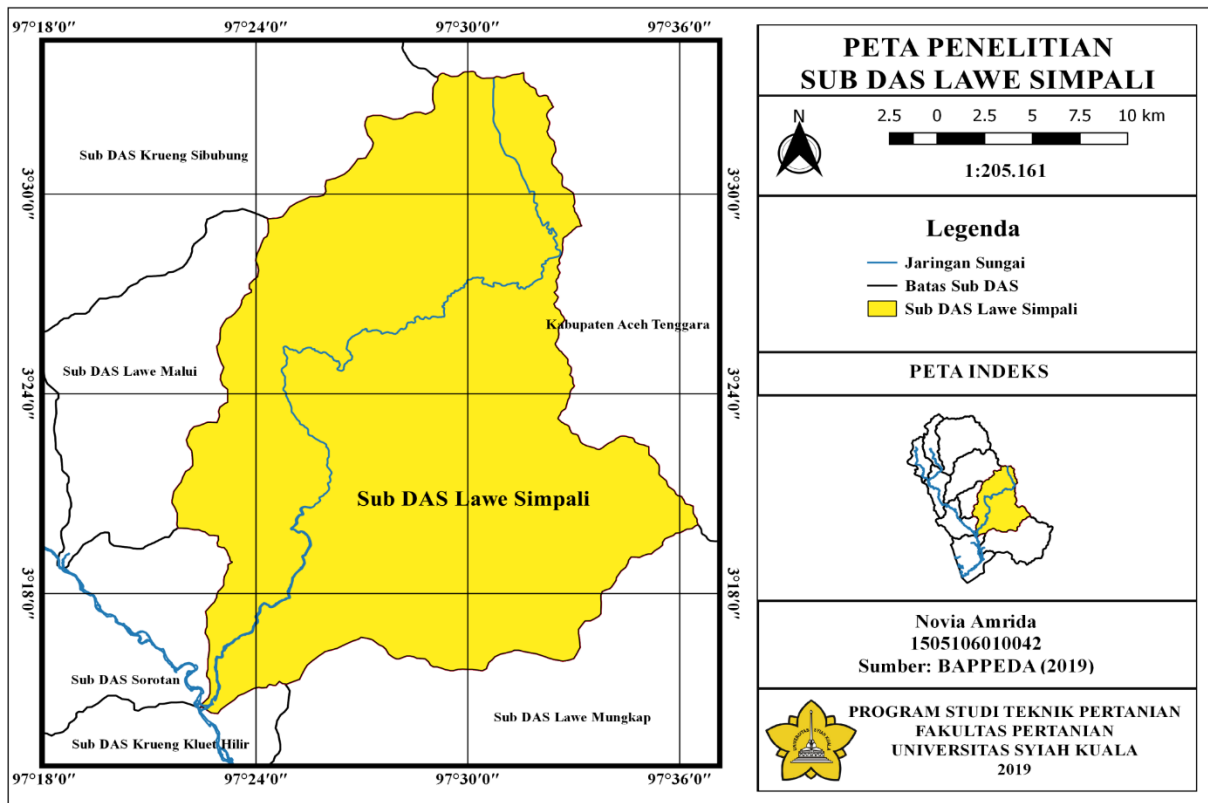 97°18'0" 97°24'0" 97°30'0" 97°36'0"
3°30'0" 3°30'0"
3°24'0" 3°24'0"
3°18'0" 3°18'0"
Sub DAS Krueng Sibubung
Kabupaten Aceh Tenggara
Sub DAS Lawe Malui
Sub DAS Lawe Simpali
Sub DAS Sorotan
Sub DAS Lawe Mungkap
Sub DAS Krueng Kluet Hilir
97°18'0" 97°24'0" 97°30'0" 97°36'0"
PETA PENELITIAN
SUB DAS LAWE SIMPALI
N
2.5 0 2.5 5 7.5 10 km
1:205.161
Legenda
Jaringan Sungai
Batas Sub DAS
Sub DAS Lawe Simpali
PETA INDEKS
Novia Amrida
1505106010042
Sumber: BAPPEDA (2019)
UNIVERSITAS SYIAH KUALA
PROGRAM STUDI TEKNIK PERTANIAN
FAKULTAS PERTANIAN
UNIVERSITAS SYIAH KUALA
2019